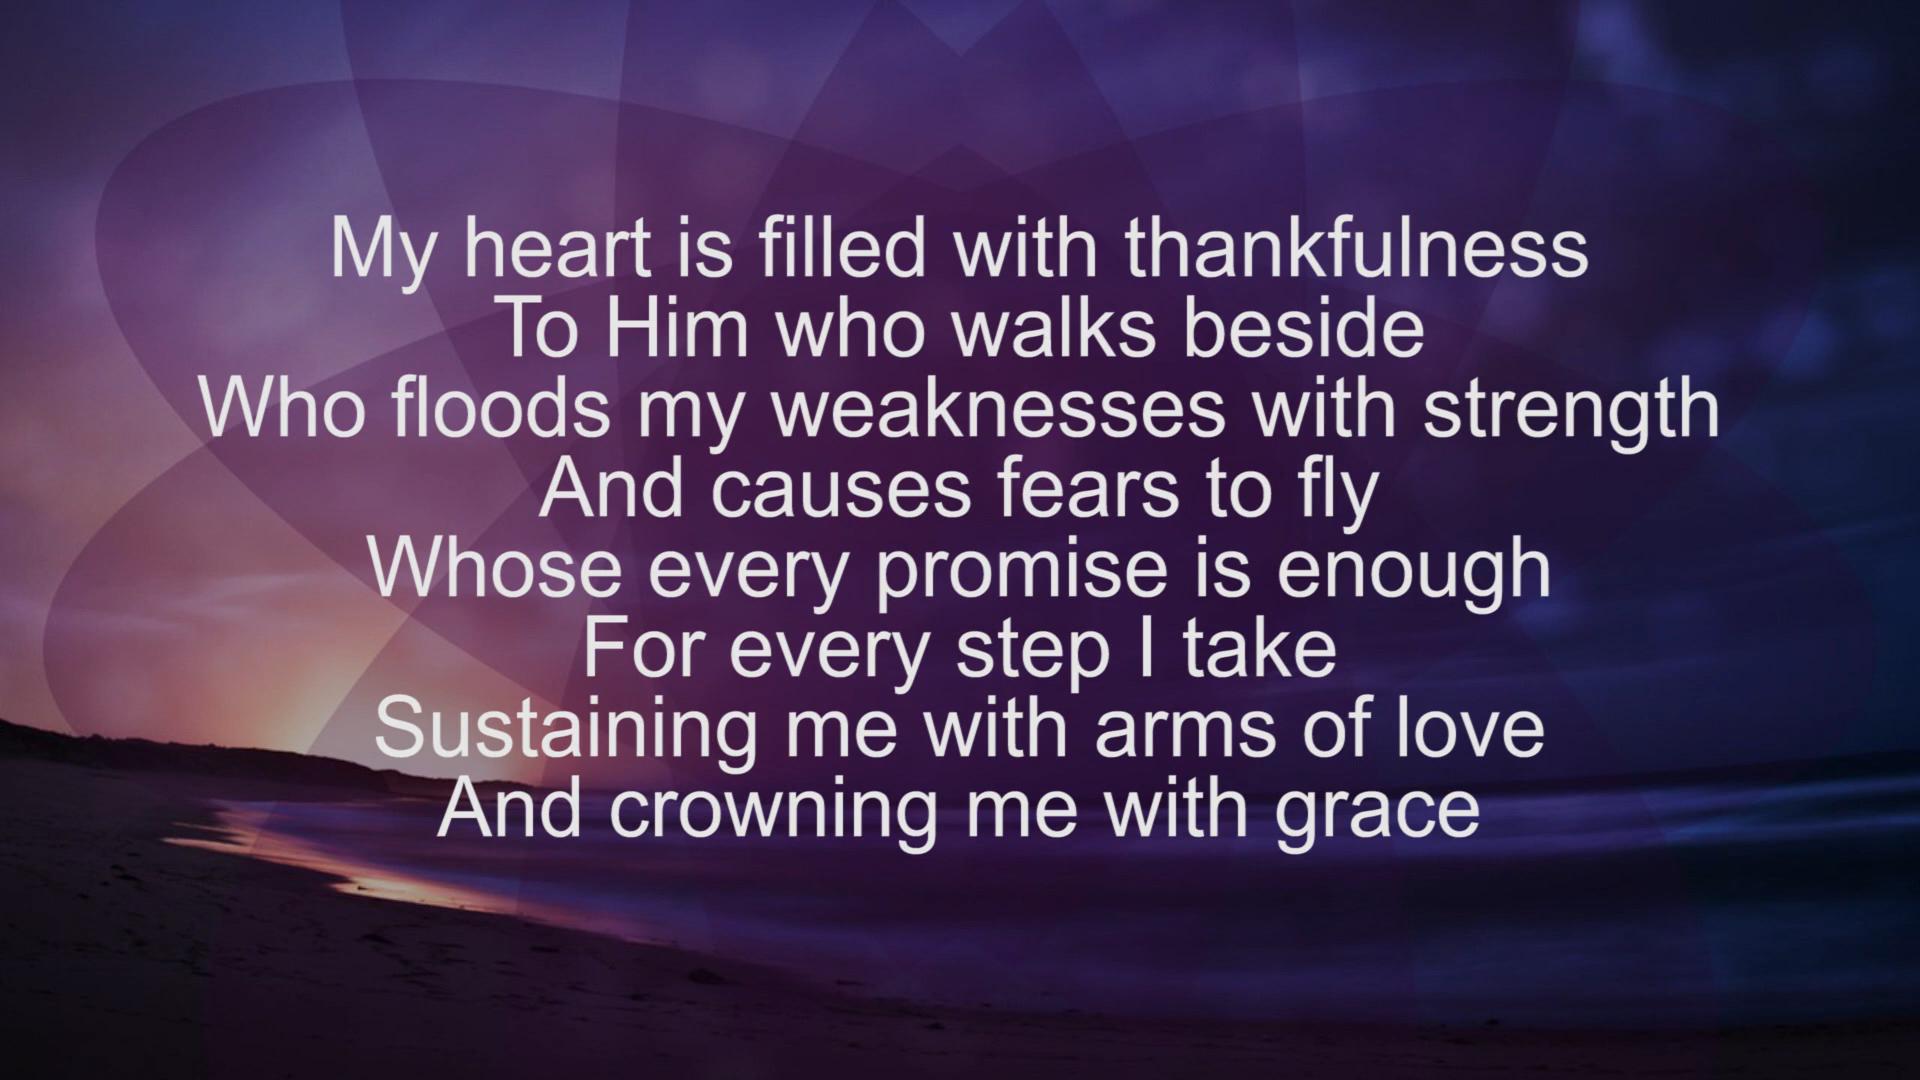 My heart is filled with thankfulness
To Him who walks beside
Who floods my weaknesses with strength
And causes fears to fly
Whose every promise is enough
For every step I take
Sustaining me with arms of love
And crowning me with grace